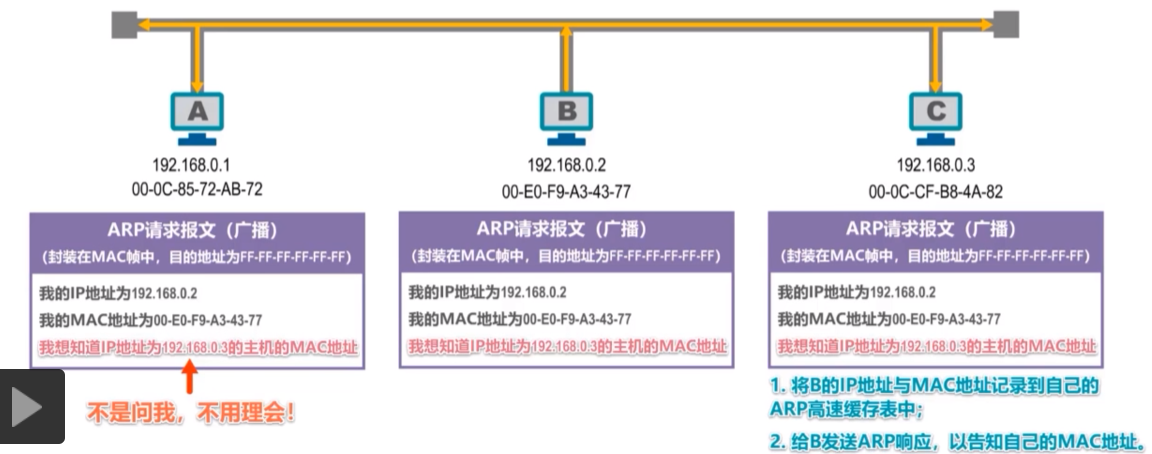 A
B
C
192.168.0.1
00-0C-85-72-AB-72
192.168.0.2
00-E0-F9-A3-43-77
192.168.0.3
00-0C-CF-B8-4A-82
ARP请求报文（广播）
（封装在MAC帧中，目的地址为FF-FF-FF-FF-FF-FF）
我的IP地址为192.168.0.2
我的MAC地址为00-E0-F9-A3-43-77
我想知道IP地址为192.168.0.3的主机的MAC地址
ARP请求报文（广播）
（封装在MAC帧中，目的地址为FF-FF-FF-FF-FF-FF）
我的IP地址为192.168.0.2
我的MAC地址为00-E0-F9-A3-43-77
我想知道IP地址为192.168.0.3的主机的MAC地址
ARP请求报文（广播）
（封装在MAC帧中，目的地址为FF-FF-FF-FF-FF-FF）
我的IP地址为192.168.0.2
我的MAC地址为00-E0-F9-A3-43-77
我想知道IP地址为192.168.0.3的主机的MAC地址
不是问我，不用理会！
1. 将B的IP地址与MAC地址记录到自己的
ARP高速缓存表中；
2. 给B发送ARP响应，以告知自己的MAC地址。